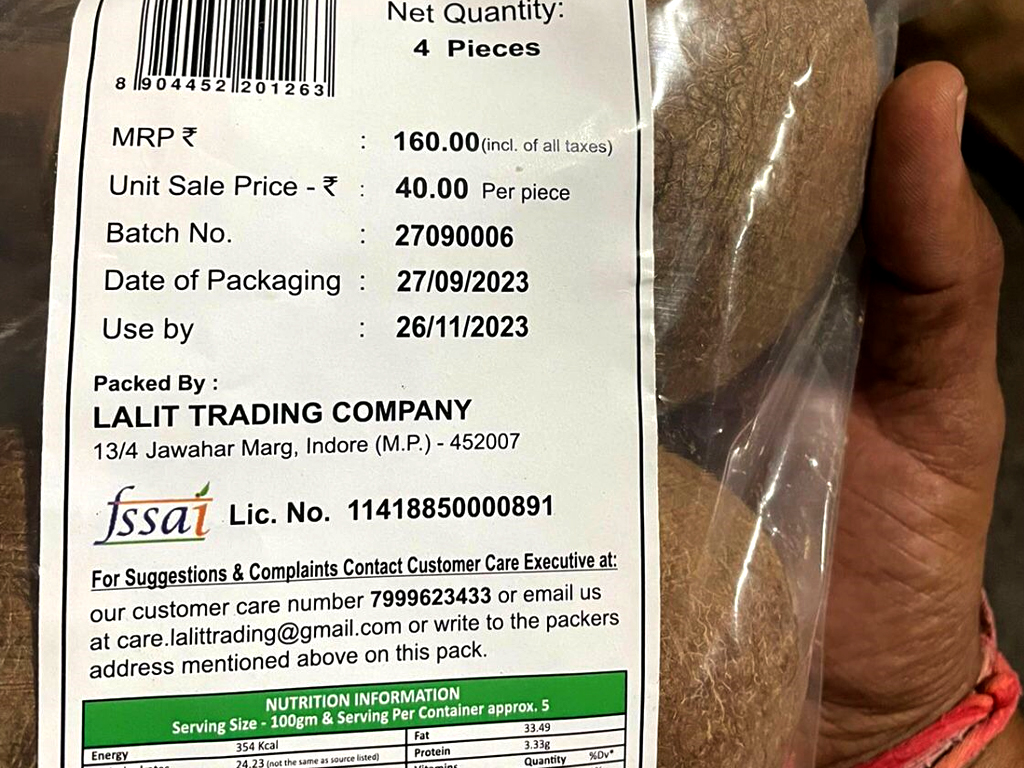 Net Quantity:
4 Pieces
8 904452 201263
MRP ₹ : 160.00 (incl. of all taxes)
Unit Sale Price - ₹ : 40.00 Per piece
Batch No. : 27090006
Date of Packaging : 27/09/2023
Use by : 26/11/2023
Packed By :
LALIT TRADING COMPANY
13/4 Jawahar Marg, Indore (M.P.) - 452007
fssai Lic. No. 11418850000891
For Suggestions & Complaints Contact Customer Care Executive at:
our customer care number 7999623433 or email us
at care.lalittrading@gmail.com or write to the packers
address mentioned above on this pack.
NUTRITION INFORMATION
Serving Size - 100gm & Serving Per Container approx. 5
Energy 354 Kcal Fat 33.49
24.23 (not the same as source listed) Protein 3.33g
Quantity %Dv*